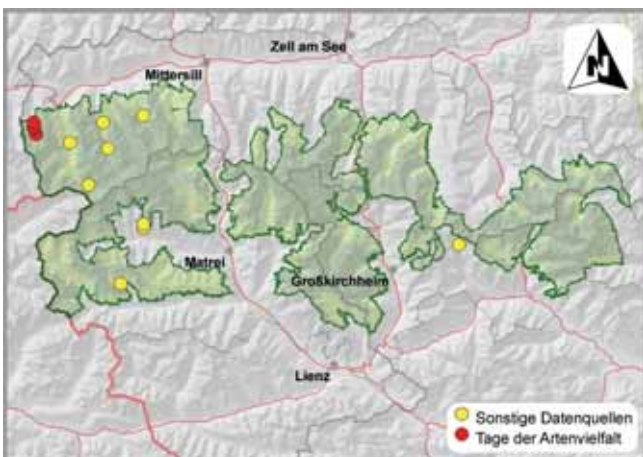 Zell am See
Mittersill
N
Matrei
Großkirchheim
Lienz
Sonstige Datenquellen
Tage der Artenvielfalt